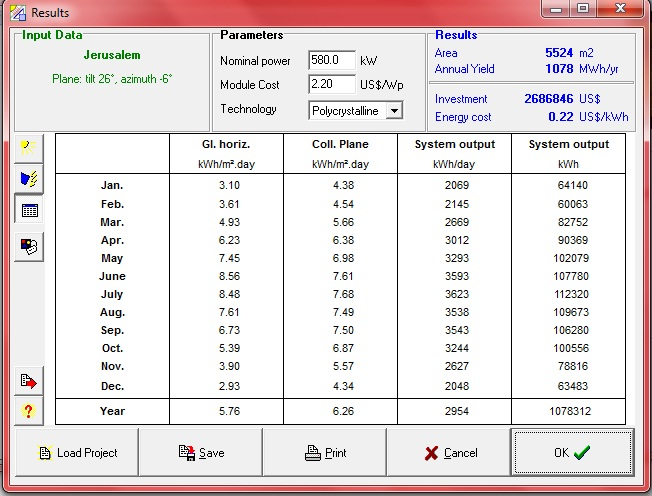 Results
Input Data
Jerusalem
Plane: tilt 26°, azimuth -6°
Parameters
Nominal power 580.0 kW
Module Cost 2.20 US$/Wp
Technology Polycrystalline
Results
Area 5524 m2
Annual Yield 1078 MWh/yr
Investment 2686846 US$
Energy cost 0.22 US$/kWh
Gl. horiz. Coll. Plane System output System output
kWh/m².day kWh/m².day kWh/day kWh
Jan. 3.10 4.38 2069 64140
Feb. 3.61 4.54 2145 60063
Mar. 4.93 5.66 2669 82752
Apr. 6.23 6.38 3012 90369
May 7.45 6.98 3293 102079
June 8.56 7.61 3593 107780
July 8.48 7.68 3623 112320
Aug. 7.61 7.49 3538 109673
Sep. 6.73 7.50 3543 106280
Oct. 5.39 6.87 3244 100556
Nov. 3.90 5.57 2627 78816
Dec. 2.93 4.34 2048 63483
Year 5.76 6.26 2954 1078312
?
Load Project Save Print Cancel OK